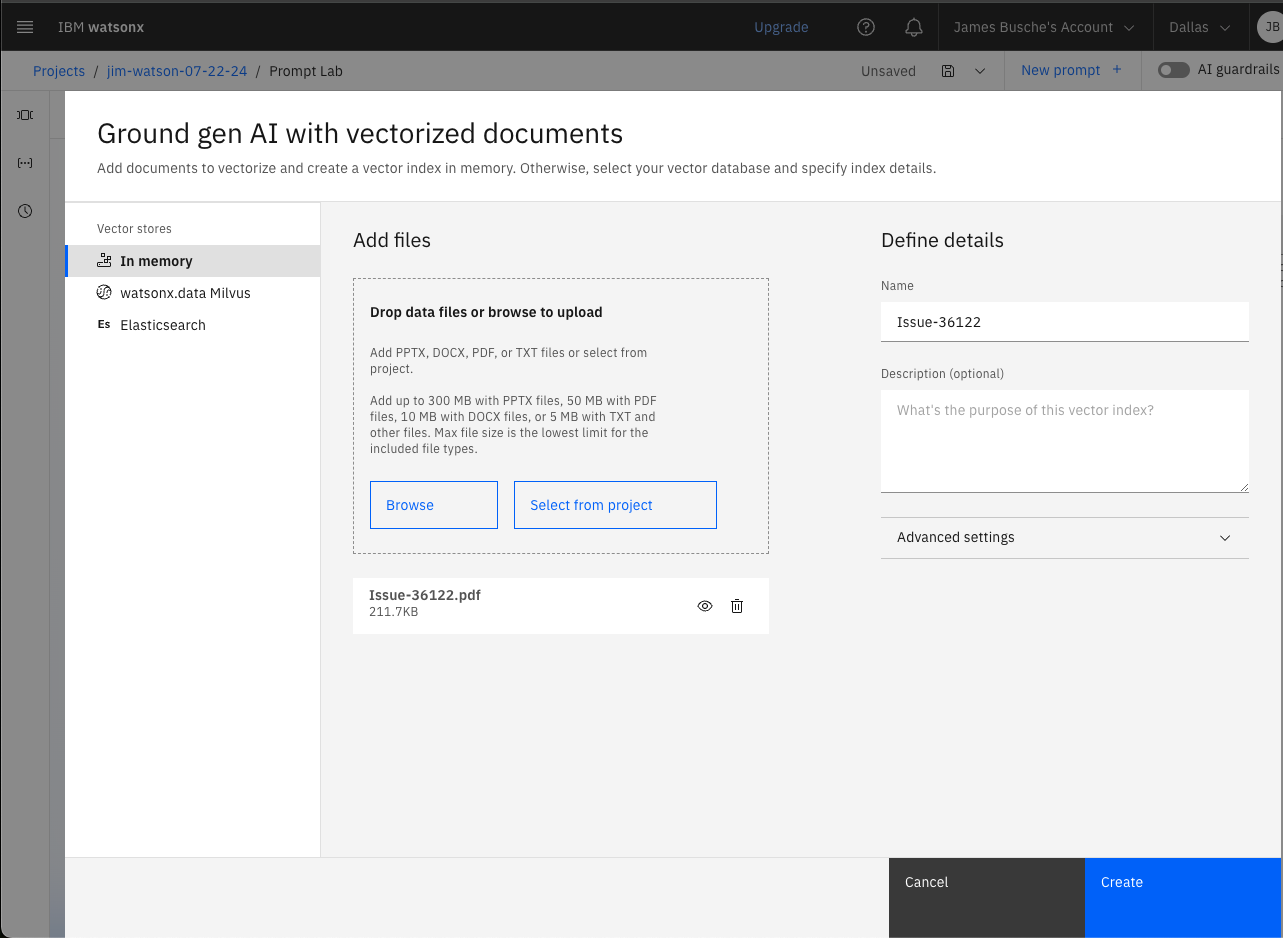 IBM watsonx
Upgrade
James Busche's Account
Dallas
JB
Projects / jim-watson-07-22-24 / Prompt Lab
Unsaved
New prompt +
AI guardrails
Ground gen AI with vectorized documents
Add documents to vectorize and create a vector index in memory. Otherwise, select your vector database and specify index details.
Vector stores
In memory
watsonx.data Milvus
Es Elasticsearch
Add files
Drop data files or browse to upload
Add PPTX, DOCX, PDF, or TXT files or select from
project.
Add up to 300 MB with PPTX files, 50 MB with PDF
files, 10 MB with DOCX files, or 5 MB with TXT and
other files. Max file size is the lowest limit for the
included file types.
Browse
Select from project
Issue-36122.pdf
211.7KB
Define details
Name
Issue-36122
Description (optional)
What's the purpose of this vector index?
Advanced settings
Cancel
Create